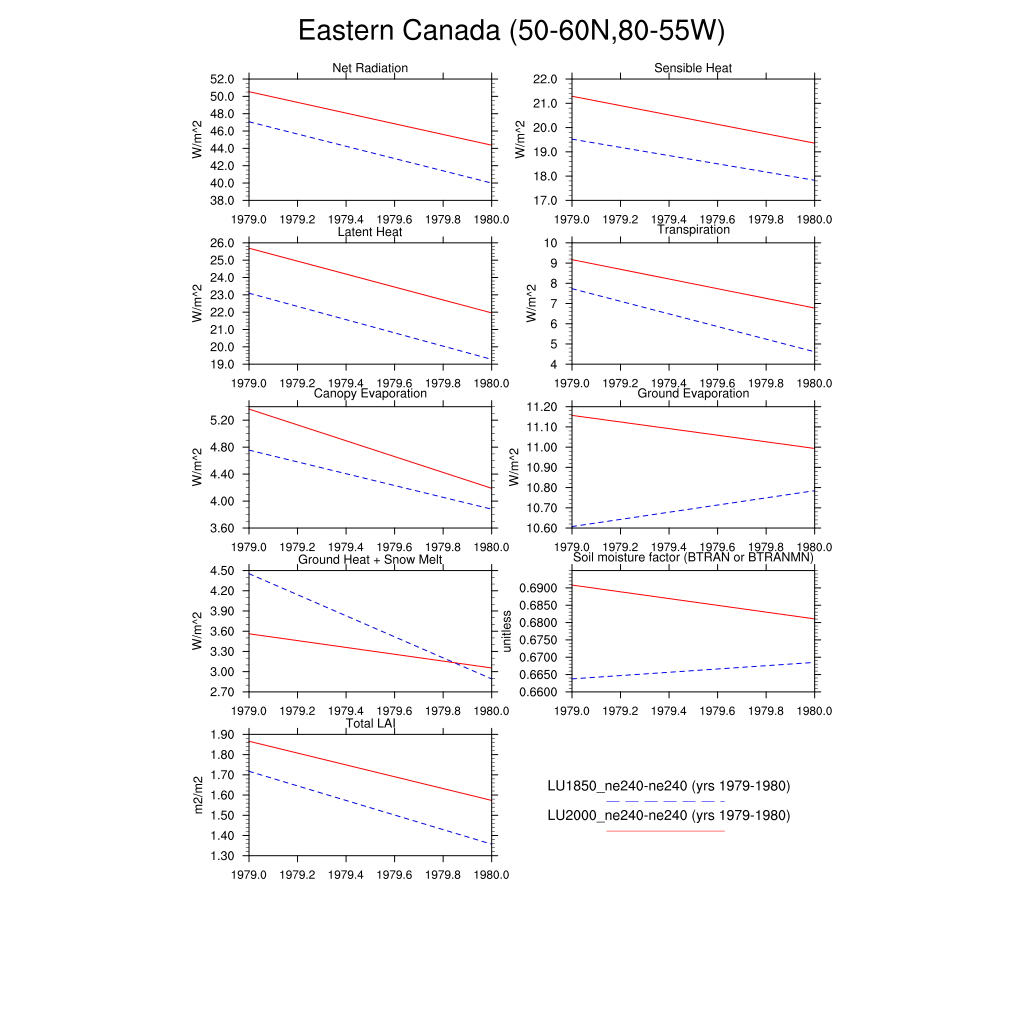 Eastern Canada (50-60N,80-55W)
Net Radiation
52.0
50.0
48.0
46.0
44.0
42.0
40.0
38.0
W/m^2
1979.0 1979.2 1979.4 1979.6 1979.8 1980.0
Sensible Heat
22.0
21.0
20.0
19.0
18.0
17.0
W/m^2
1979.0 1979.2 1979.4 1979.6 1979.8 1980.0
Latent Heat
26.0
25.0
24.0
23.0
22.0
21.0
20.0
19.0
W/m^2
1979.0 1979.2 1979.4 1979.6 1979.8 1980.0
Transpiration
10
9
8
7
6
5
4
W/m^2
1979.0 1979.2 1979.4 1979.6 1979.8 1980.0
Canopy Evaporation
5.20
4.80
4.40
4.00
3.60
W/m^2
1979.0 1979.2 1979.4 1979.6 1979.8 1980.0
Ground Evaporation
11.20
11.10
11.00
10.90
10.80
10.70
10.60
W/m^2
1979.0 1979.2 1979.4 1979.6 1979.8 1980.0
Ground Heat + Snow Melt
4.50
4.20
3.90
3.60
3.30
3.00
2.70
W/m^2
1979.0 1979.2 1979.4 1979.6 1979.8 1980.0
Soil moisture factor (BTRAN or BTRANMN)
0.6900
0.6850
0.6800
0.6750
0.6700
0.6650
0.6600
unitless
1979.0 1979.2 1979.4 1979.6 1979.8 1980.0
Total LAI
1.90
1.80
1.70
1.60
1.50
1.40
1.30
m2/m2
1979.0 1979.2 1979.4 1979.6 1979.8 1980.0
LU1850_ne240-ne240 (yrs 1979-1980)
LU2000_ne240-ne240 (yrs 1979-1980)